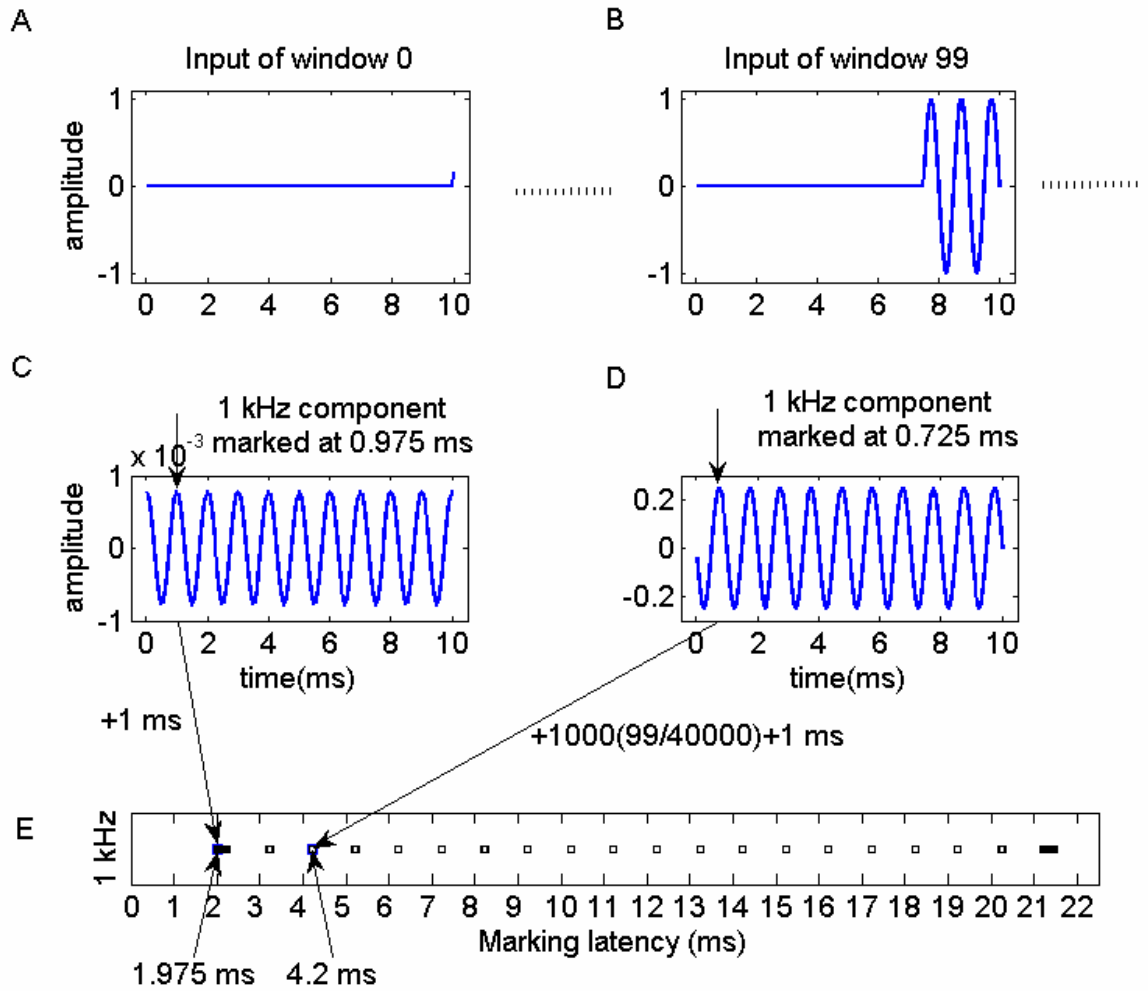 A
B
Input of window 0
Input of window 99
amplitude
1
0
-1
0 2 4 6 8 10
1
0
-1
0 2 4 6 8 10
C
D
1 kHz component
marked at 0.975 ms
x 10-3
1 kHz component
marked at 0.725 ms
amplitude
1
0
-1
0 2 4 6 8 10
time(ms)
0.2
0
-0.2
0 2 4 6 8 10
time(ms)
+1 ms
+1000(99/40000)+1 ms
E
1 kHz
0 1 2 3 4 5 6 7 8 9 10 11 12 13 14 15 16 17 18 19 20 21 22
Marking latency (ms)
1.975 ms
4.2 ms